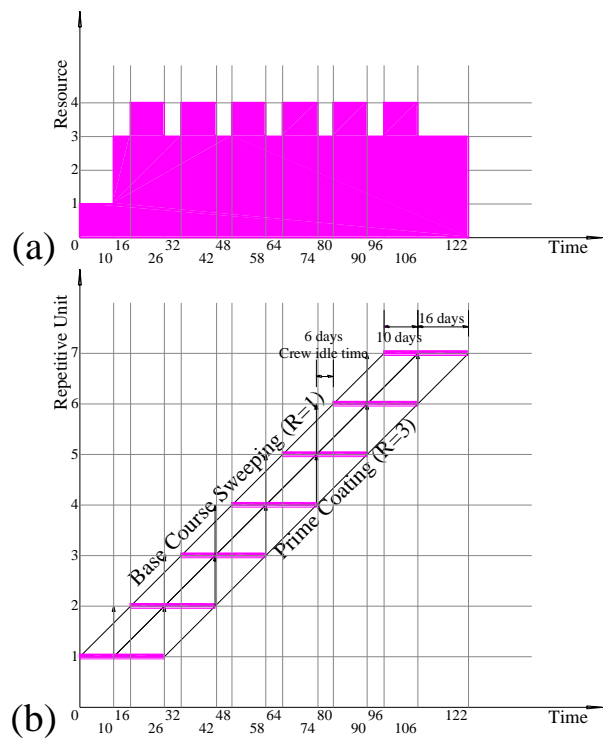 Resource
4
3
2
1
(a)
0 16 32 48 64 80 96 122
Time
10 26 42 58 74 90 106
Repetitive Unit
16 days
6 days
10 days
Crew idle time
7
6
5
4
3
2
1
Base Course Sweeping (R=1)
Prime Coating (R=3)
(b)
0 16 32 48 64 80 96 122
Time
10 26 42 58 74 90 106